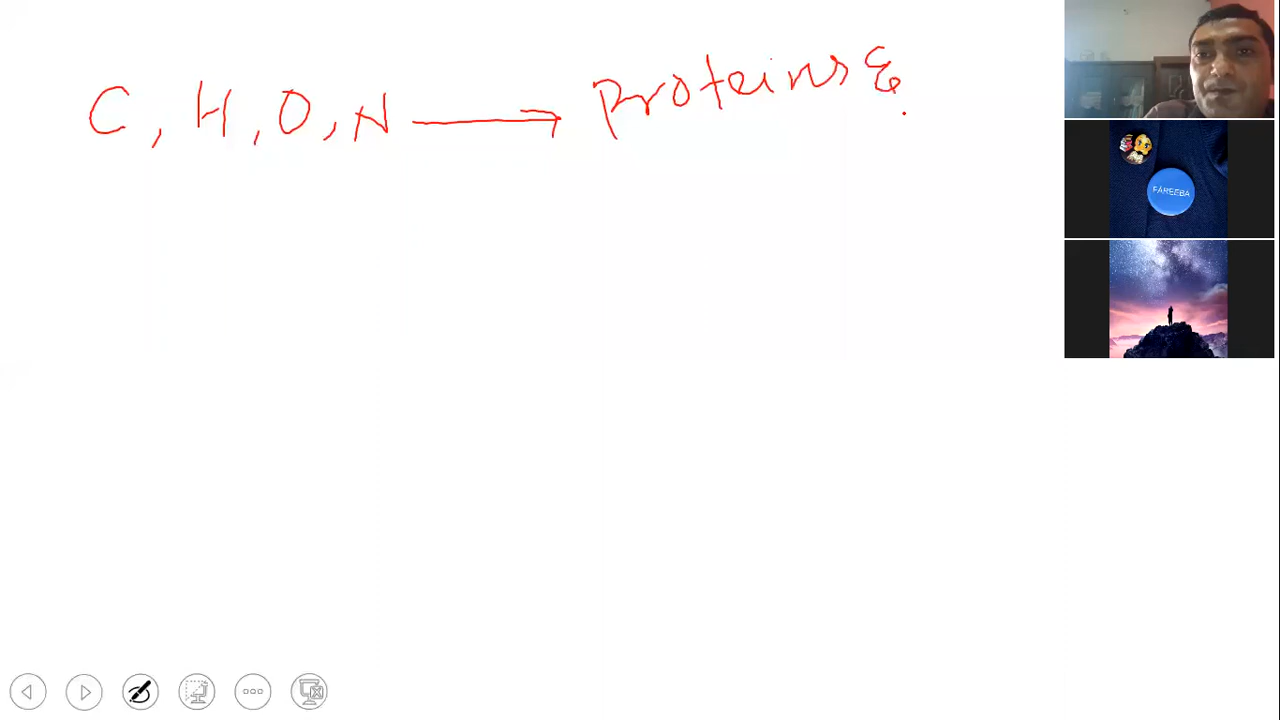 C, H, O, N → Proteins &
FAREEBA